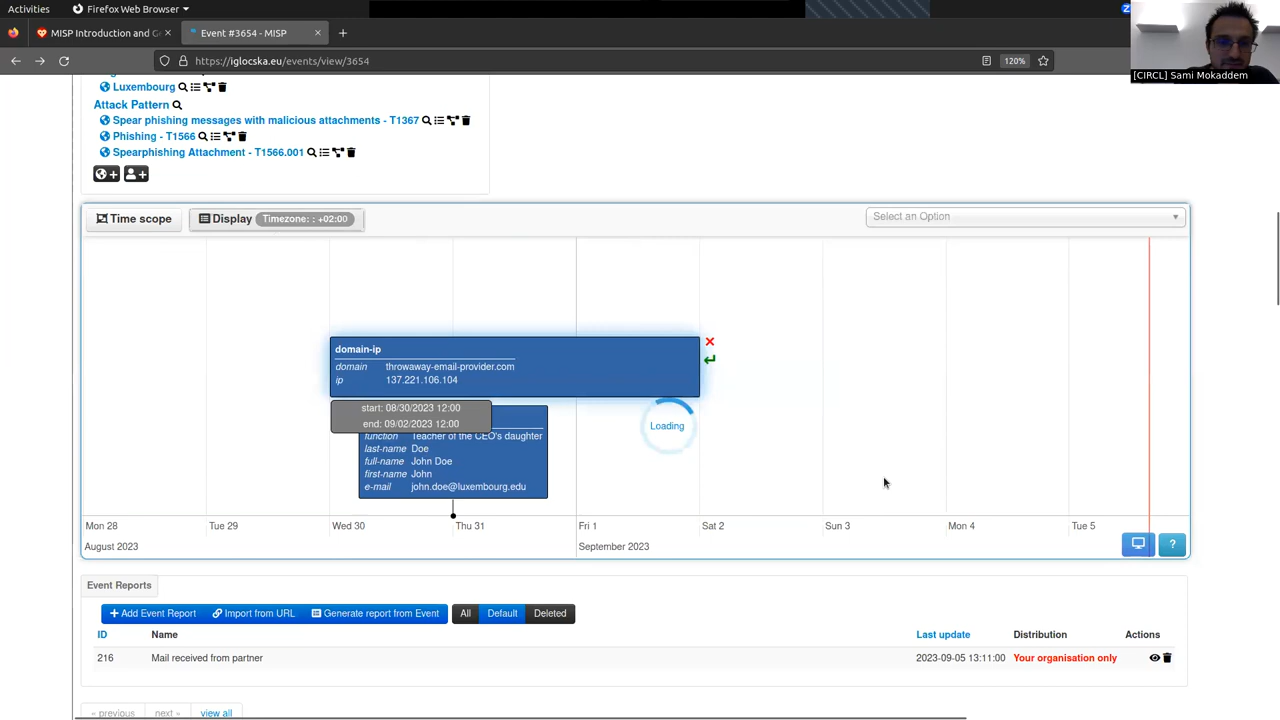 Activities
Firefox Web Browser
MISP Introduction and G
Event #3654 - MISP
https://iglocska.eu/events/view/3654
120%
[CIRCL] Sami Mokaddem
Luxembourg
Attack Pattern
Spear phishing messages with malicious attachments - T1367
Phishing - T1566
Spearphishing Attachment - T1566.001
Time scope
Display Timezone: : +02:00
Select an Option
domain-ip
domain throwaway-email-provider.com
ip 137.221.106.104
start: 08/30/2023 12:00
end: 09/02/2023 12:00
function Teacher of the CEO's daughter
last-name Doe
full-name John Doe
first-name John
e-mail john.doe@luxembourg.edu
Loading
Mon 28 Tue 29 Wed 30 Thu 31 Fri 1 Sat 2 Sun 3 Mon 4 Tue 5
August 2023 September 2023
?
Event Reports
+ Add Event Report Import from URL Generate report from Event All Default Deleted
ID Name Last update Distribution Actions
216 Mail received from partner 2023-09-05 13:11:00 Your organisation only
« previous next » view all